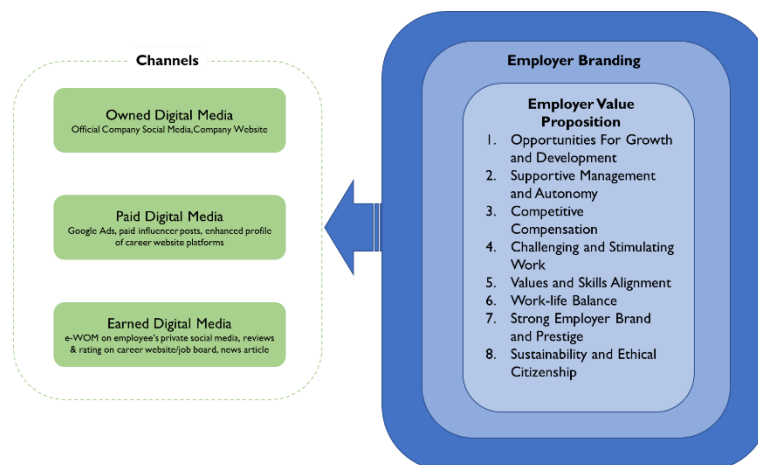 Channels
Owned Digital Media
Official Company Social Media,Company Website
Paid Digital Media
Google Ads, paid influencer posts, enhanced profile
of career website platforms
Earned Digital Media
e-WOM on employee's private social media, reviews
& rating on career website/job board, news article
Employer Branding
Employer Value
Proposition
1. Opportunities For Growth
and Development
2. Supportive Management
and Autonomy
3. Competitive
Compensation
4. Challenging and Stimulating
Work
5. Values and Skills Alignment
6. Work-life Balance
7. Strong Employer Brand
and Prestige
8. Sustainability and Ethical
Citizenship